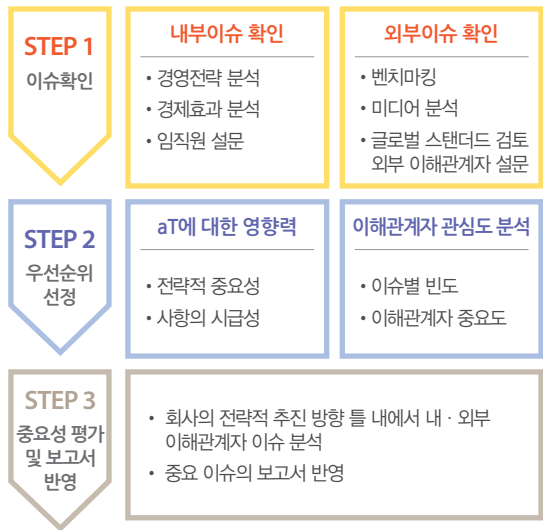 STEP 1
이슈확인
내부이슈 확인
• 경영전략 분석
• 경제효과 분석
• 임직원 설문
외부이슈 확인
• 벤치마킹
• 미디어 분석
• 글로벌 스탠더드 검토
외부 이해관계자 설문
STEP 2
우선순위
선정
aT에 대한 영향력
• 전략적 중요성
• 사항의 시급성
이해관계자 관심도 분석
• 이슈별 빈도
• 이해관계자 중요도
STEP 3
중요성 평가
및 보고서
반영
• 회사의 전략적 추진 방향 틀 내에서 내 · 외부
이해관계자 이슈 분석
• 중요 이슈의 보고서 반영